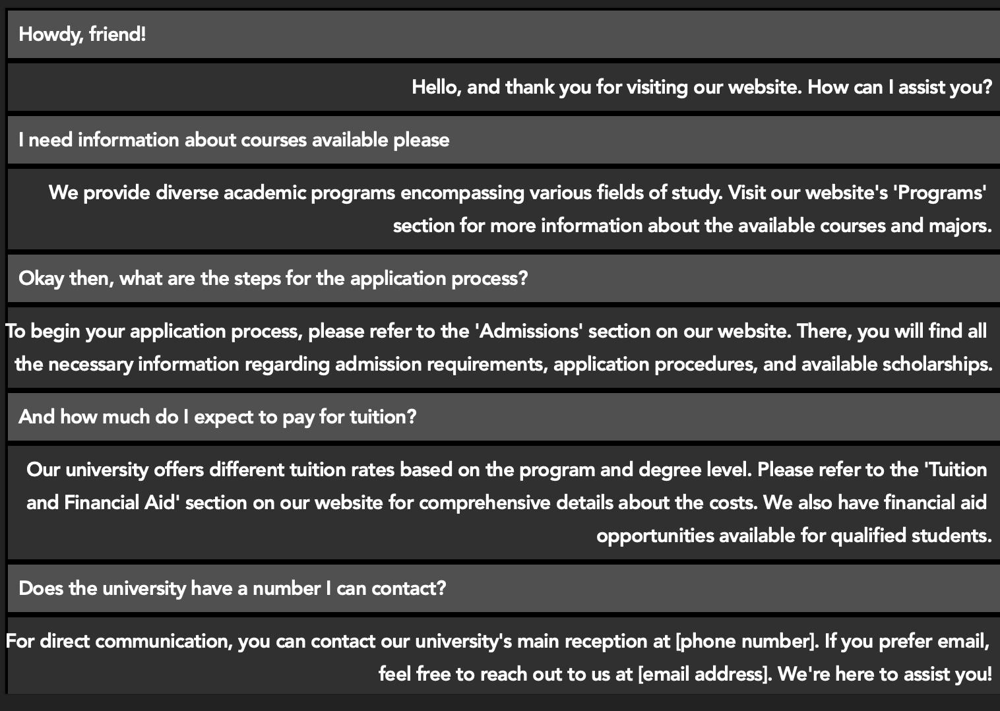 Howdy, friend!
Hello, and thank you for visiting our website. How can I assist you?
I need information about courses available please
We provide diverse academic programs encompassing various fields of study. Visit our website's 'Programs'
section for more information about the available courses and majors.
Okay then, what are the steps for the application process?
To begin your application process, please refer to the 'Admissions' section on our website. There, you will find all
the necessary information regarding admission requirements, application procedures, and available scholarships.
And how much do I expect to pay for tuition?
Our university offers different tuition rates based on the program and degree level. Please refer to the 'Tuition
and Financial Aid' section on our website for comprehensive details about the costs. We also have financial aid
opportunities available for qualified students.
Does the university have a number I can contact?
For direct communication, you can contact our university's main reception at [phone number]. If you prefer email,
feel free to reach out to us at [email address]. We're here to assist you!